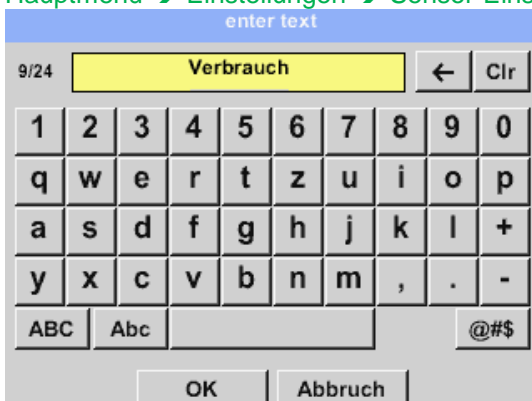 Hauptmenü → Einstellungen → Sensor-Eins
enter text
9/24 Verbrauch ← Clr
1 2 3 4 5 6 7 8 9 0
q w e r t z u i o p
a s d f g h j k l +
y x c v b n m , . -
ABC Abc @#$
OK Abbruch